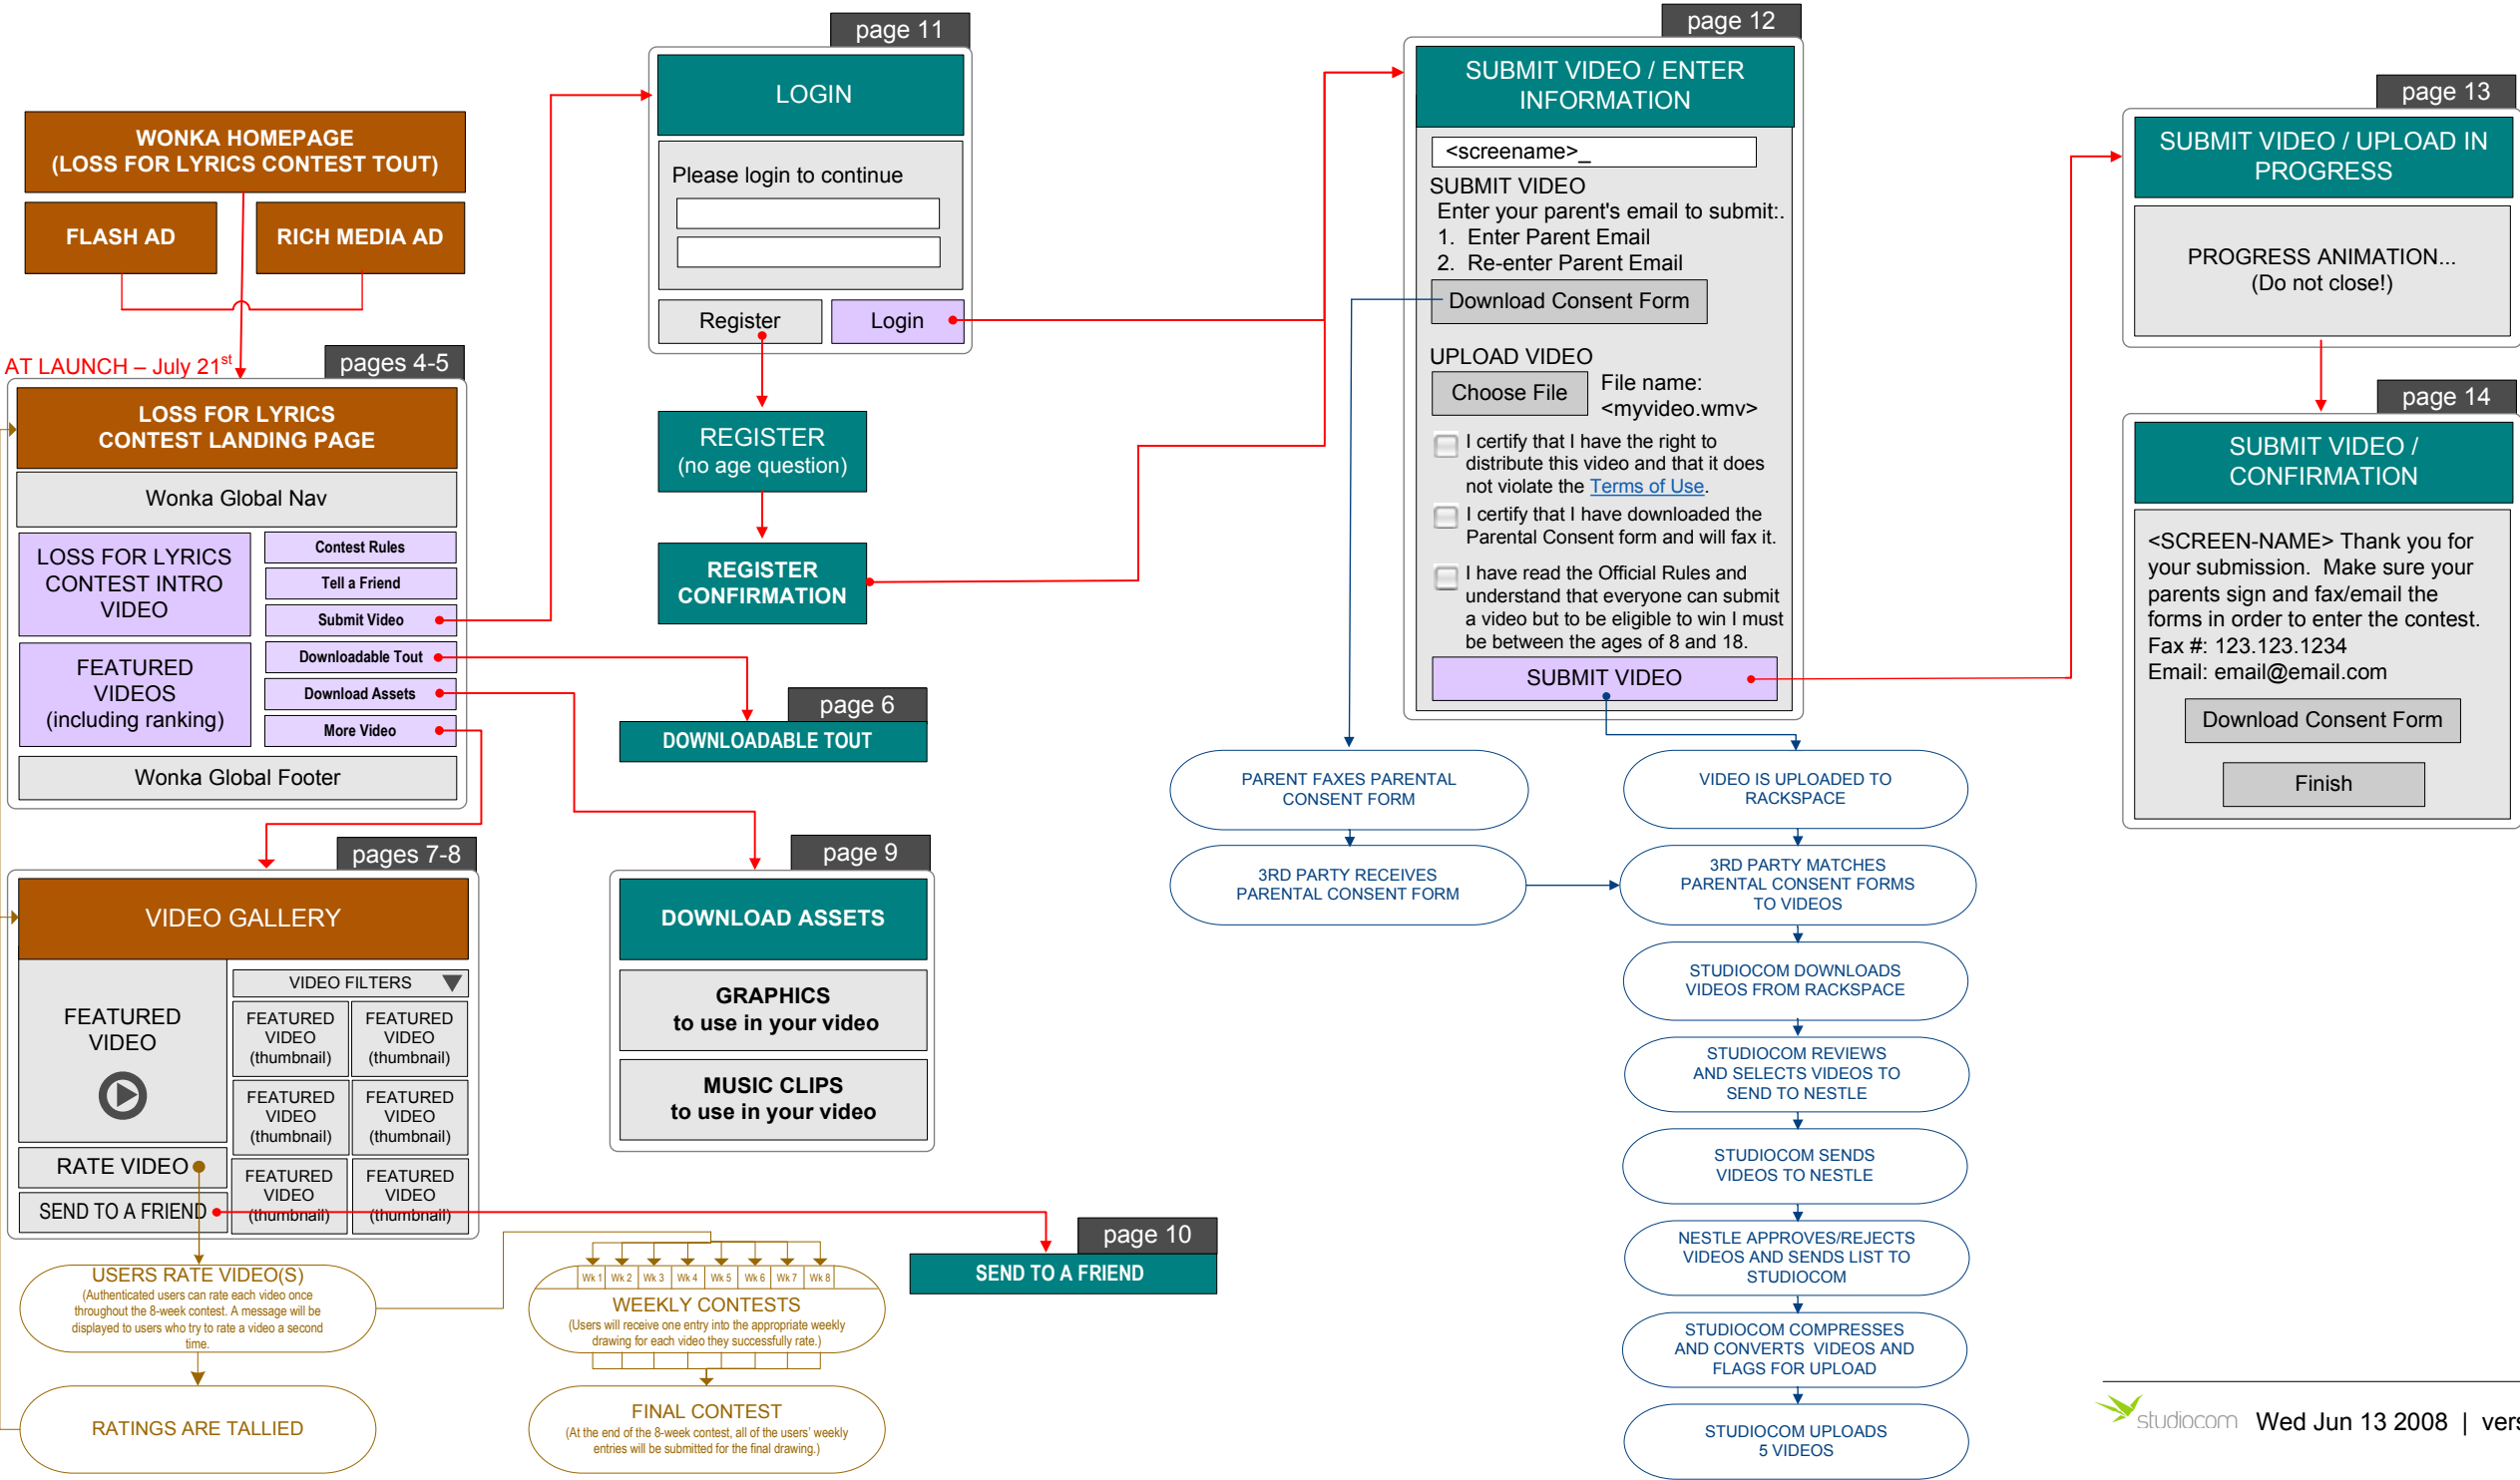 WONKA HOMEPAGE
(LOSS FOR LYRICS CONTEST TOUT)
FLASH AD
RICH MEDIA AD
AT LAUNCH – July 21st
pages 4-5
LOSS FOR LYRICS
CONTEST LANDING PAGE
Wonka Global Nav
LOSS FOR LYRICS
CONTEST INTRO
VIDEO
FEATURED
VIDEOS
(including ranking)
Contest Rules
Tell a Friend
Submit Video
Downloadable Tout
Download Assets
More Video
Wonka Global Footer
pages 7-8
VIDEO GALLERY
FEATURED
VIDEO
VIDEO FILTERS
FEATURED
VIDEO
(thumbnail)
FEATURED
VIDEO
(thumbnail)
FEATURED
VIDEO
(thumbnail)
FEATURED
VIDEO
(thumbnail)
FEATURED
VIDEO
(thumbnail)
FEATURED
VIDEO
(thumbnail)
RATE VIDEO
SEND TO A FRIEND
USERS RATE VIDEO(S)
(Authenticated users can rate each video once
throughout the 8-week contest. A message will be
displayed to users who try to rate a video a second
time.
RATINGS ARE TALLIED
Wk 1 Wk 2 Wk 3 Wk 4 Wk 5 Wk 6 Wk 7 Wk 8
WEEKLY CONTESTS
(Users will receive one entry into the appropriate weekly
drawing for each video they successfully rate.)
FINAL CONTEST
(At the end of the 8-week contest, all of the users' weekly
entries will be submitted for the final drawing.)
page 11
LOGIN
Please login to continue
Register
Login
REGISTER
(no age question)
REGISTER
CONFIRMATION
page 6
DOWNLOADABLE TOUT
page 9
DOWNLOAD ASSETS
GRAPHICS
to use in your video
MUSIC CLIPS
to use in your video
page 10
SEND TO A FRIEND
page 12
SUBMIT VIDEO / ENTER
INFORMATION
<screename>_
SUBMIT VIDEO
Enter your parent's email to submit:.
1. Enter Parent Email
2. Re-enter Parent Email
Download Consent Form
UPLOAD VIDEO
Choose File
File name:
<myvideo.wmv>
I certify that I have the right to
distribute this video and that it does
not violate the Terms of Use.
I certify that I have downloaded the
Parental Consent form and will fax it.
I have read the Official Rules and
understand that everyone can submit
a video but to be eligible to win I must
be between the ages of 8 and 18.
SUBMIT VIDEO
PARENT FAXES PARENTAL
CONSENT FORM
3RD PARTY RECEIVES
PARENTAL CONSENT FORM
VIDEO IS UPLOADED TO
RACKSPACE
3RD PARTY MATCHES
PARENTAL CONSENT FORMS
TO VIDEOS
STUDIOCOM DOWNLOADS
VIDEOS FROM RACKSPACE
STUDIOCOM REVIEWS
AND SELECTS VIDEOS TO
SEND TO NESTLE
STUDIOCOM SENDS
VIDEOS TO NESTLE
NESTLE APPROVES/REJECTS
VIDEOS AND SENDS LIST TO
STUDIOCOM
STUDIOCOM COMPRESSES
AND CONVERTS VIDEOS AND
FLAGS FOR UPLOAD
STUDIOCOM UPLOADS
5 VIDEOS
page 13
SUBMIT VIDEO / UPLOAD IN
PROGRESS
PROGRESS ANIMATION...
(Do not close!)
page 14
SUBMIT VIDEO /
CONFIRMATION
<SCREEN-NAME> Thank you for
your submission. Make sure your
parents sign and fax/email the
forms in order to enter the contest.
Fax #: 123.123.1234
Email: email@email.com
Download Consent Form
Finish
studiocom Wed Jun 13 2008 |